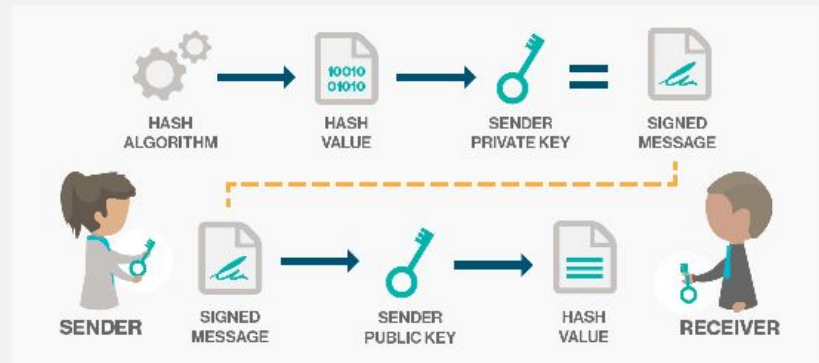 10010
01010
HASH
ALGORITHM
HASH
VALUE
SENDER
PRIVATE KEY
SIGNED
MESSAGE
SENDER
SIGNED
MESSAGE
SENDER
PUBLIC KEY
HASH
VALUE
RECEIVER